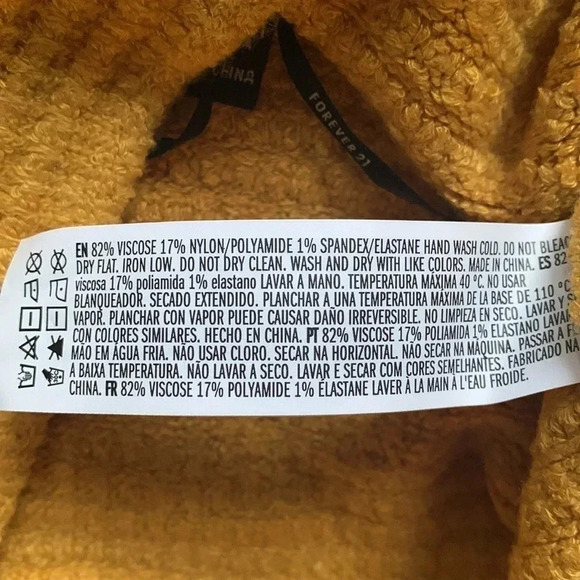 CHINA
FOREVER 21
EN 82% VISCOSE 17% NYLON/POLYAMIDE 1% SPANDEX/ELASTANE HAND WASH COLD. DO NOT BLEAC
DRY FLAT. IRON LOW. DO NOT DRY CLEAN. WASH AND DRY WITH LIKE COLORS. MADE IN CHINA. ES 82
viscosa 17% poliamida 1% elastano LAVAR A MANO. TEMPERATURA MÁXIMA 40 °C. NO USAR
BLANQUEADOR. SECADO EXTENDIDO. PLANCHAR A UNA TEMPERATURA MÁXIMA DE LA BASE DE 110 °C
VAPOR. PLANCHAR CON VAPOR PUEDE CAUSAR DAÑO IRREVERSIBLE. NO LIMPIEZA EN SECO. LAVAR Y S
CON COLORES SIMILARES. HECHO EN CHINA. PT 82% VISCOSE 17% POLIAMIDA 1% ELASTANO LAVAR
MÃO EM ÁGUA FRIA. NÃO USAR CLORO. SECAR NA HORIZONTAL. NÃO SECAR NA MÁQUINA. PASSAR A F
A BAIXA TEMPERATURA. NÃO LAVAR A SECO. LAVAR E SECAR COM CORES SEMELHANTES. FABRICADO NA
CHINA. FR 82% VISCOSE 17% POLYAMIDE 1% ÉLASTANE LAVER À LA MAIN À L'EAU FROIDE.